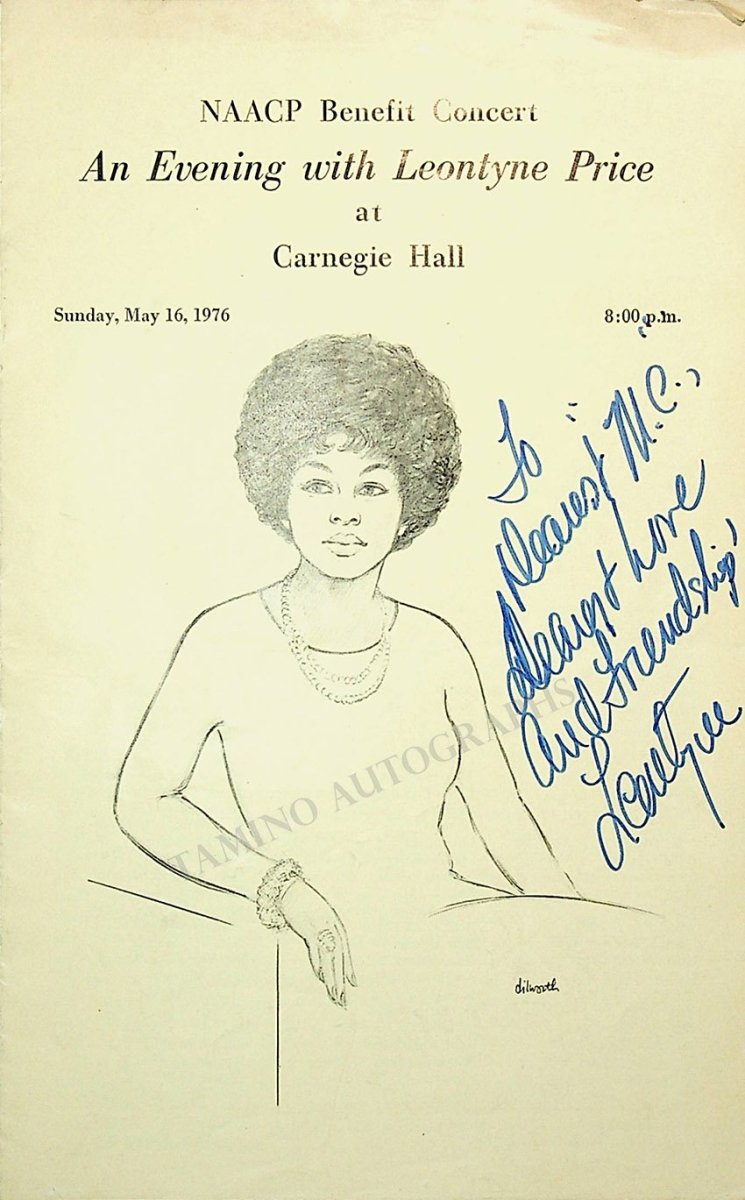 NAACP Benefit Concert
An Evening with Leontyne Price
at
Carnegie Hall
Sunday, May 16, 1976 8:00 p.m.
To
Dearest "M.C.,"
Dearest Love
And Friendship!
Leontyne
TAMINO AUTOGRAPHS
dilworth